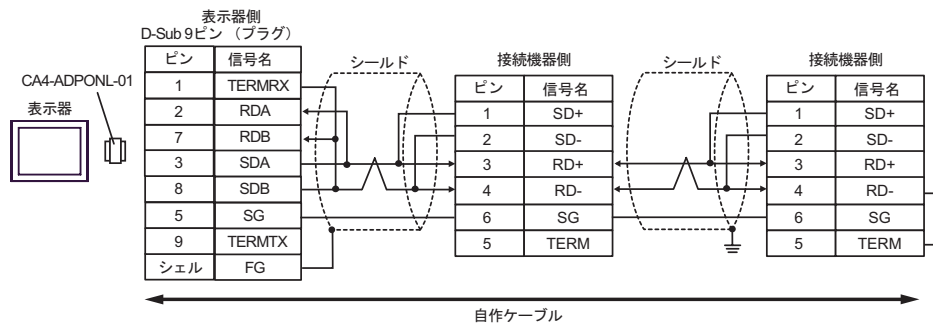 表示器側
D-Sub 9ピン （プラグ）
CA4-ADPONL-01
表示器
ピン 信号名
1 TERMRX
2 RDA
7 RDB
3 SDA
8 SDB
5 SG
9 TERMTX
シェル FG
シールド
接続機器側
ピン 信号名
1 SD+
2 SD-
3 RD+
4 RD-
6 SG
5 TERM
シールド
接続機器側
ピン 信号名
1 SD+
2 SD-
3 RD+
4 RD-
6 SG
5 TERM
自作ケーブル